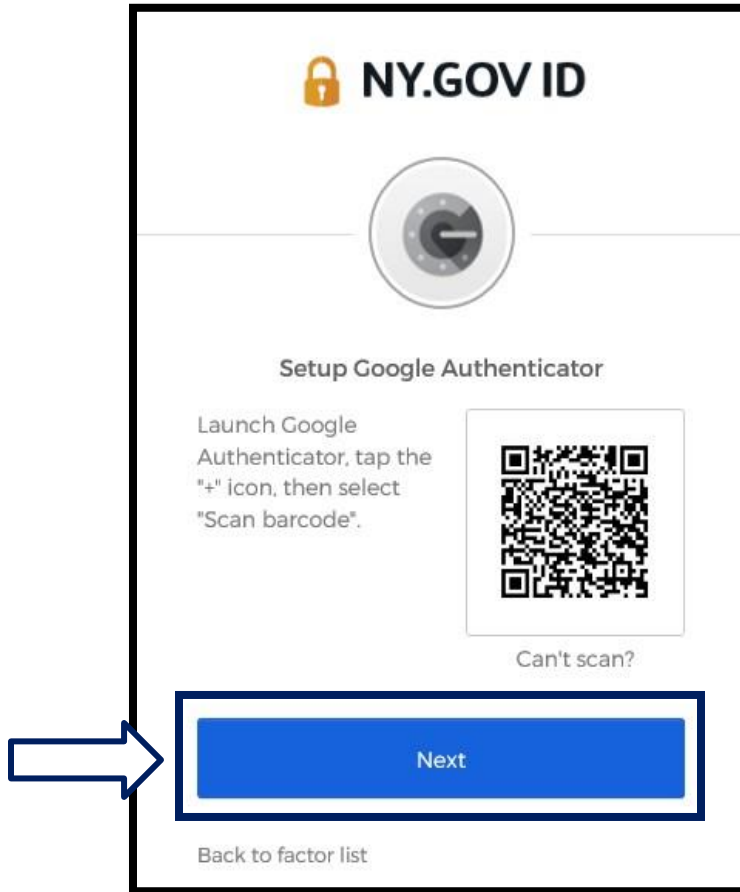 NY.GOV ID
Setup Google Authenticator
Launch Google
Authenticator, tap the
"+" icon, then select
"Scan barcode".
Can't scan?
Next
Back to factor list